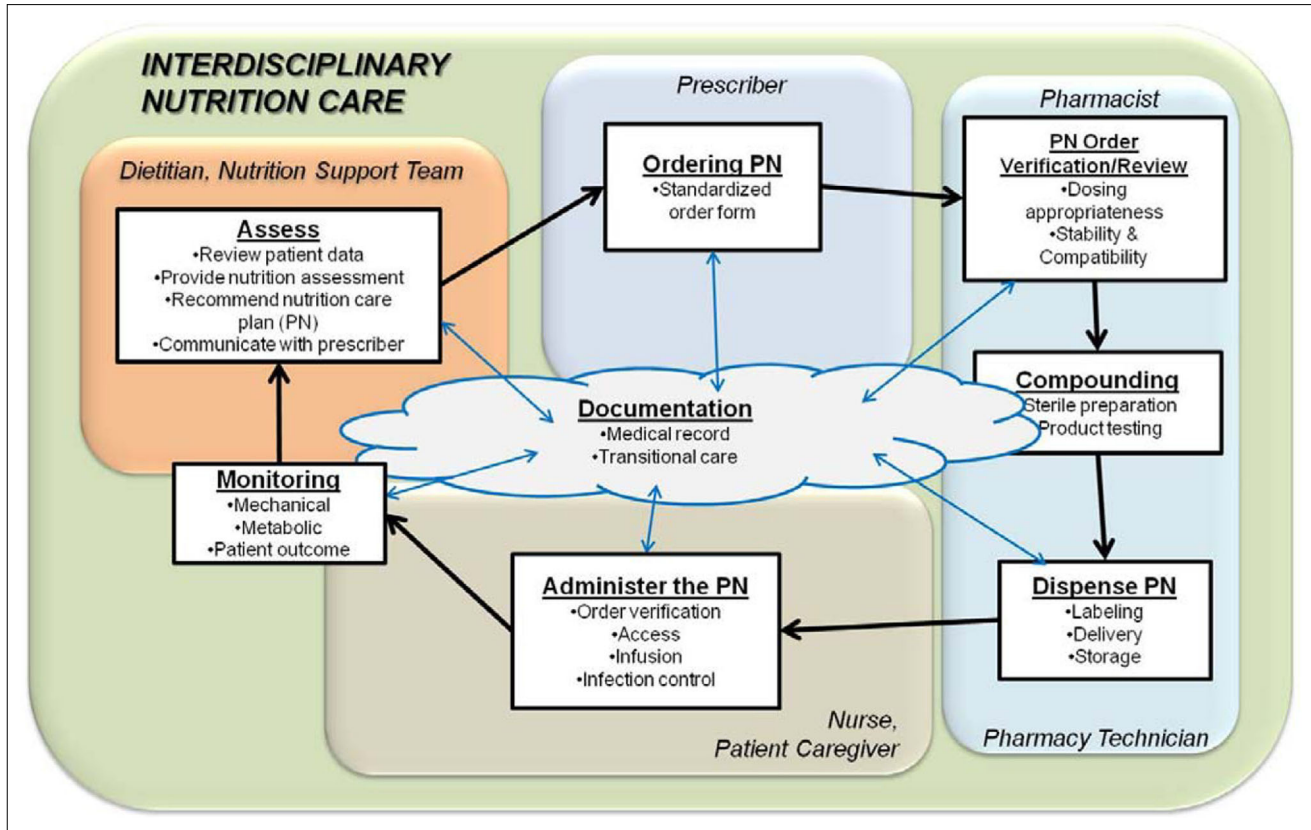 INTERDISCIPLINARY
NUTRITION CARE
Dietitian, Nutrition Support Team
Assess
•Review patient data
•Provide nutrition assessment
•Recommend nutrition care
plan (PN)
•Communicate with prescriber
Prescriber
Ordering PN
•Standardized
order form
Pharmacist
PN Order
Verification/Review
•Dosing
appropriateness
•Stability &
Compatibility
Compounding
Sterile preparation
Product testing
Documentation
•Medical record
•Transitional care
Monitoring
•Mechanical
•Metabolic
•Patient outcome
Administer the PN
•Order verification
•Access
•Infusion
•Infection control
Nurse,
Patient Caregiver
Dispense PN
•Labeling
•Delivery
•Storage
Pharmacy Technician